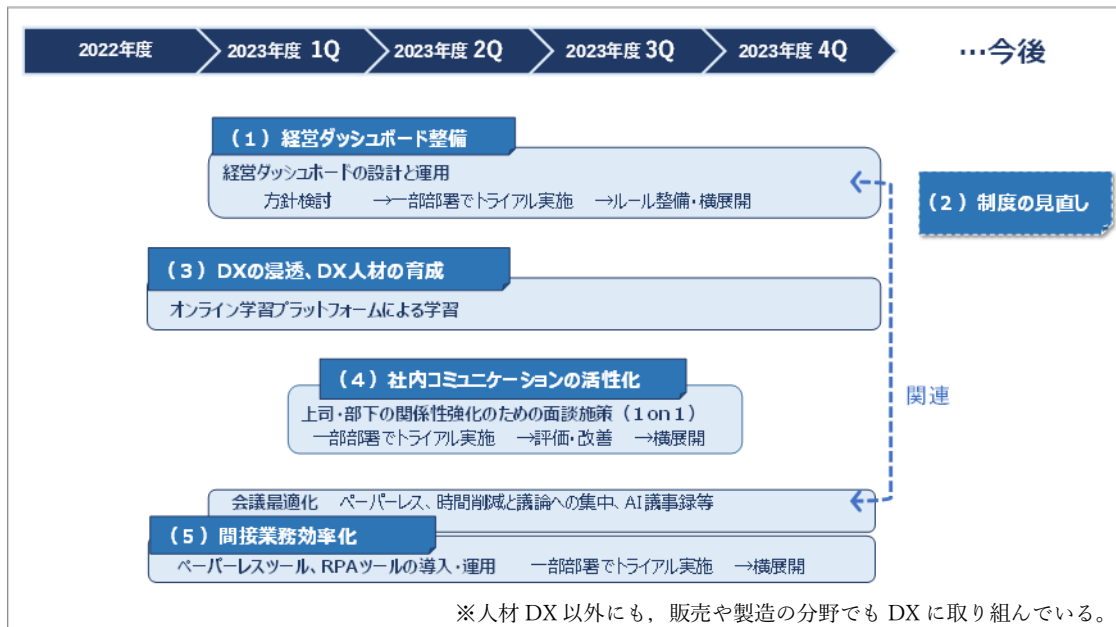 2022年度 2023年度 1Q 2023年度 2Q 2023年度 3Q 2023年度 4Q …今後
（1）経営ダッシュボード整備
経営ダッシュボードの設計と運用
方針検討 →一部部署でトライアル実施 →ルール整備・横展開
（2）制度の見直し
（3）DXの浸透、DX人材の育成
オンライン学習プラットフォームによる学習
（4）社内コミュニケーションの活性化
上司・部下の関係性強化のための面談施策（1on1）
一部部署でトライアル実施 →評価・改善 →横展開
関連
会議最適化 ペーパーレス、時間削減と議論への集中、AI議事録等
（5）間接業務効率化
ペーパーレスツール、RPAツールの導入・運用 一部部署でトライアル実施 →横展開
※人材 DX 以外にも，販売や製造の分野でも DX に取り組んでいる。